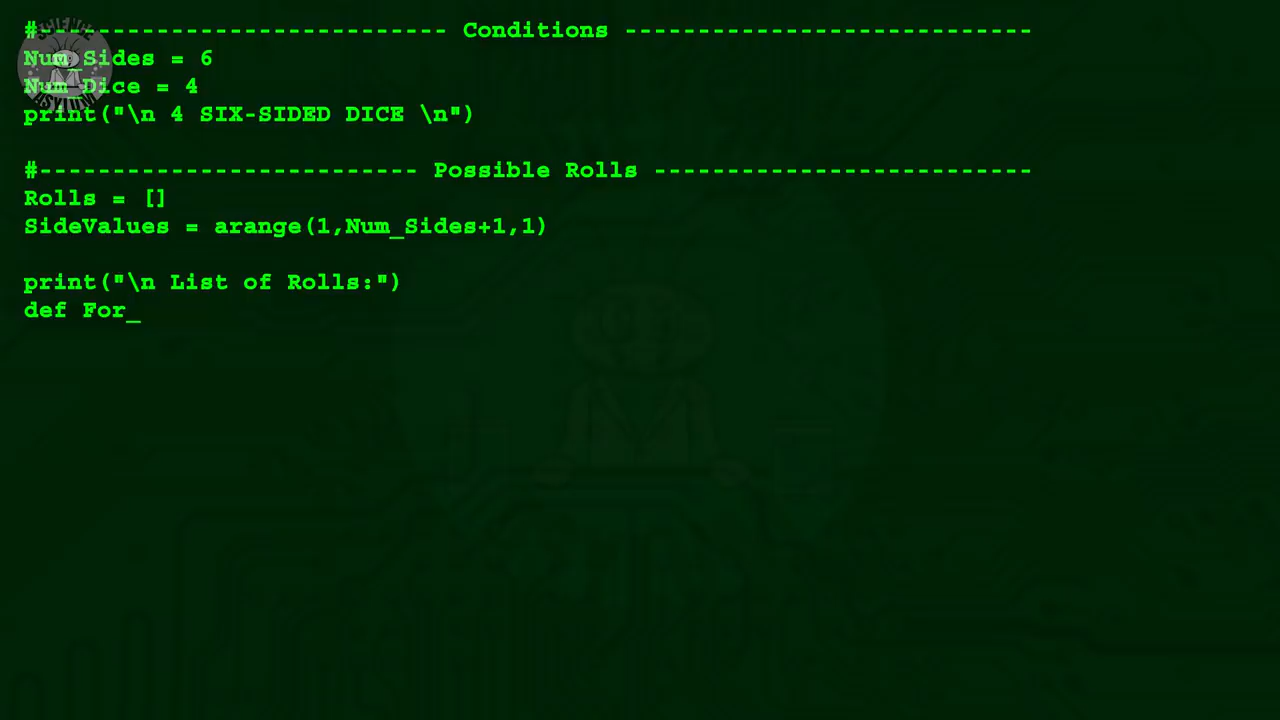 #---------------------------- Conditions ----------------------------
Num_Sides = 6
Num_Dice = 4
print("\n 4 SIX-SIDED DICE \n")
#-------------------------- Possible Rolls --------------------------
Rolls = []
SideValues = arange(1,Num_Sides+1,1)
print("\n List of Rolls:")
def For_
SCIENCE